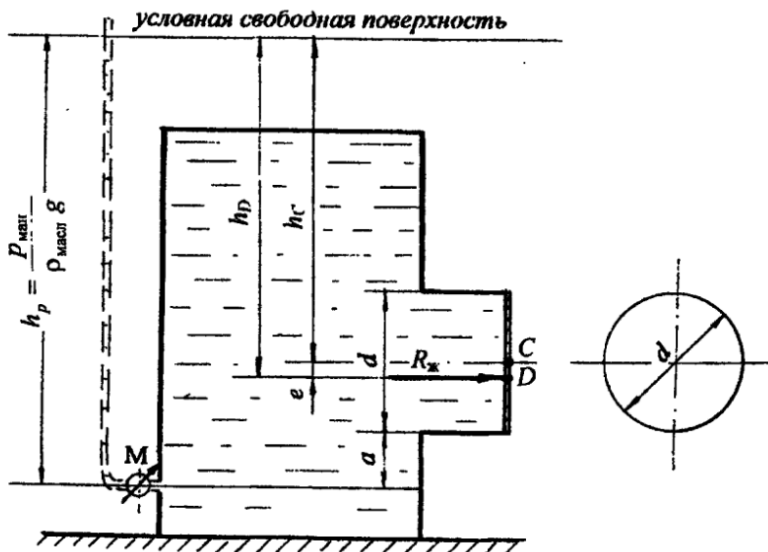 условная свободная поверхность
h_p = p_ман / ρ_масл g
h_D
h_C
d
R_ж
C
D
e
a
M
d